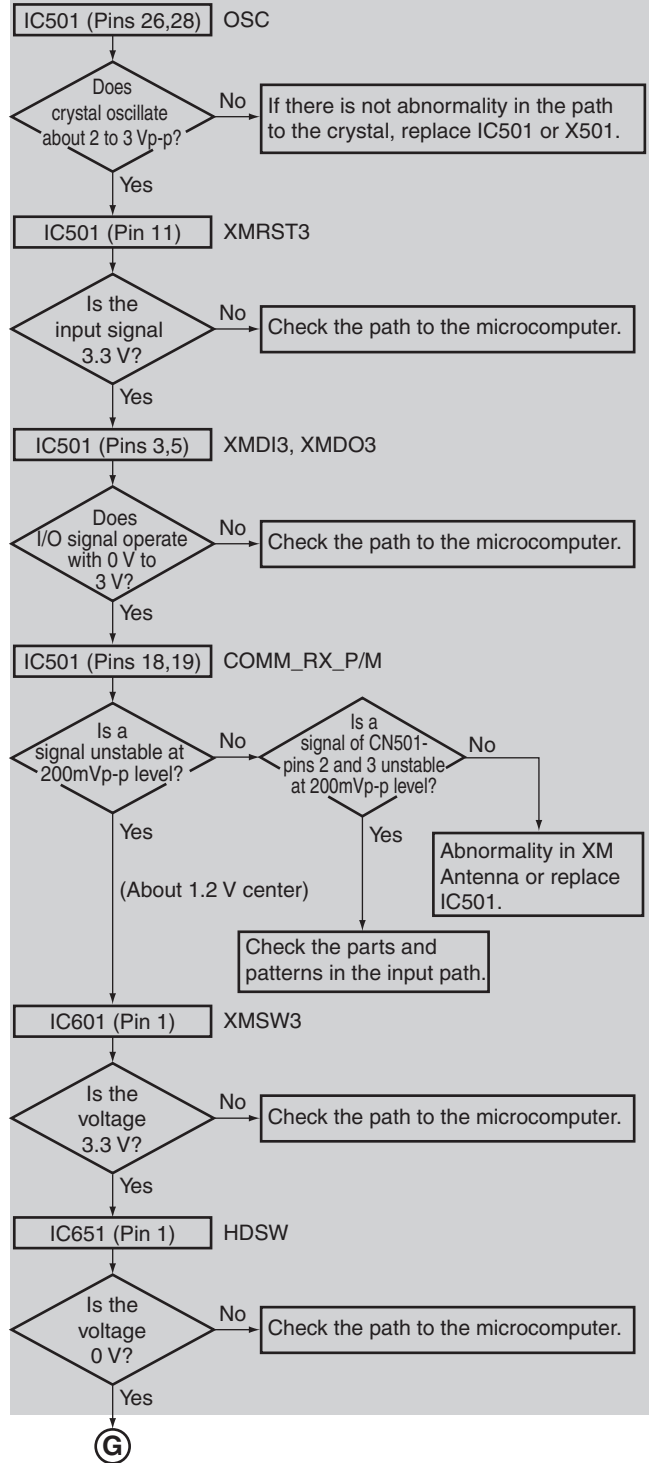 IC501 (Pins 26,28) OSC
Does
crystal oscillate
about 2 to 3 Vp-p?
No
If there is not abnormality in the path
to the crystal, replace IC501 or X501.
Yes
IC501 (Pin 11) XMRST3
Is the
input signal
3.3 V?
No
Check the path to the microcomputer.
Yes
IC501 (Pins 3,5) XMDI3, XMDO3
Does
I/O signal operate
with 0 V to
3 V?
No
Check the path to the microcomputer.
Yes
IC501 (Pins 18,19) COMM_RX_P/M
Is a
signal unstable at
200mVp-p level?
No
Is a
signal of CN501-
pins 2 and 3 unstable
at 200mVp-p level?
No
Yes
Yes
Abnormality in XM
Antenna or replace
IC501.
(About 1.2 V center)
Check the parts and
patterns in the input path.
IC601 (Pin 1) XMSW3
Is the
voltage
3.3 V?
No
Check the path to the microcomputer.
Yes
IC651 (Pin 1) HDSW
Is the
voltage
0 V?
No
Check the path to the microcomputer.
Yes
G